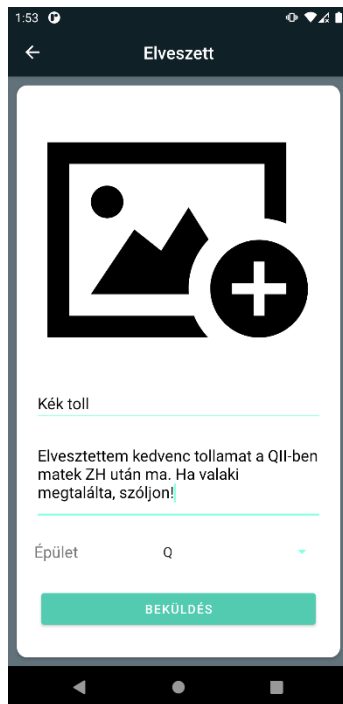 1:53
Elveszett
Kék toll
Elvesztettem kedvenc tollamat a QII-ben
matek ZH után ma. Ha valaki
megtalálta, szóljon!
Épület Q
BEKÜLDÉS